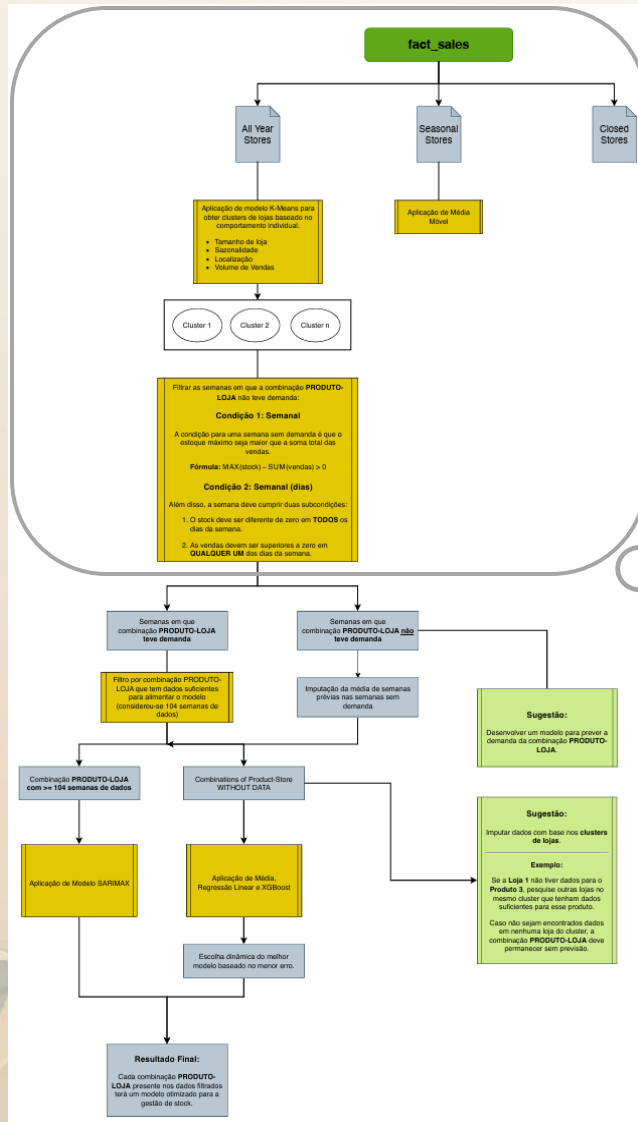 fact_sales
All Year
Stores
Seasonal
Stores
Closed
Stores
Aplicação de modelo K-Means para
obter clusters de lojas baseado no
comportamento individual.
• Tamanho de loja
• Sazonalidade
• Localização
• Volume de Vendas
Aplicação de Média
Móvel
Cluster 1
Cluster 2
Cluster n
Filtrar as semanas em que a combinação PRODUTO-
LOJA não teve demanda:
Condição 1: Semanal
A condição para uma semana sem demanda é que o
estoque máximo seja maior que a soma total das
vendas.
Fórmula: MAX(stock) – SUM(vendas) > 0
Condição 2: Semanal (dias)
Além disso, a semana deve cumprir duas subcondições:
1. O stock deve ser diferente de zero em TODOS os
dias da semana.
2. As vendas devem ser superiores a zero em
QUALQUER UM dos dias da semana.
Semanas em que
combinação PRODUTO-LOJA
teve demanda
Semanas em que
combinação PRODUTO-LOJA não
teve demanda
Filtro por combinação PRODUTO-
LOJA que tem dados suficientes
para alimentar o modelo
(considerou-se 104 semanas de
dados)
Imputação da média de semanas
prévias nas semanas sem
demanda
Sugestão:
Desenvolver um modelo para prever a
demanda da combinação PRODUTO-
LOJA.
Combinação PRODUTO-LOJA
com >= 104 semanas de dados
Combinations of Product-Store
WITHOUT DATA
Sugestão:
Imputar dados com base nos clusters
de lojas.
Exemplo:
Se a Loja 1 não tiver dados para o
Produto 3, pesquise outras lojas no
mesmo cluster que tenham dados
suficientes para esse produto.
Caso não sejam encontrados dados
em nenhuma loja do cluster, a
combinação PRODUTO-LOJA deve
permanecer sem previsão.
Aplicação de Modelo SARIMAX
Aplicação de Média,
Regressão Linear e XGBoost
Escolha dinâmica do melhor
modelo baseado no menor erro.
Resultado Final:
Cada combinação PRODUTO-
LOJA presente nos dados filtrados
terá um modelo otimizado para a
gestão de stock.